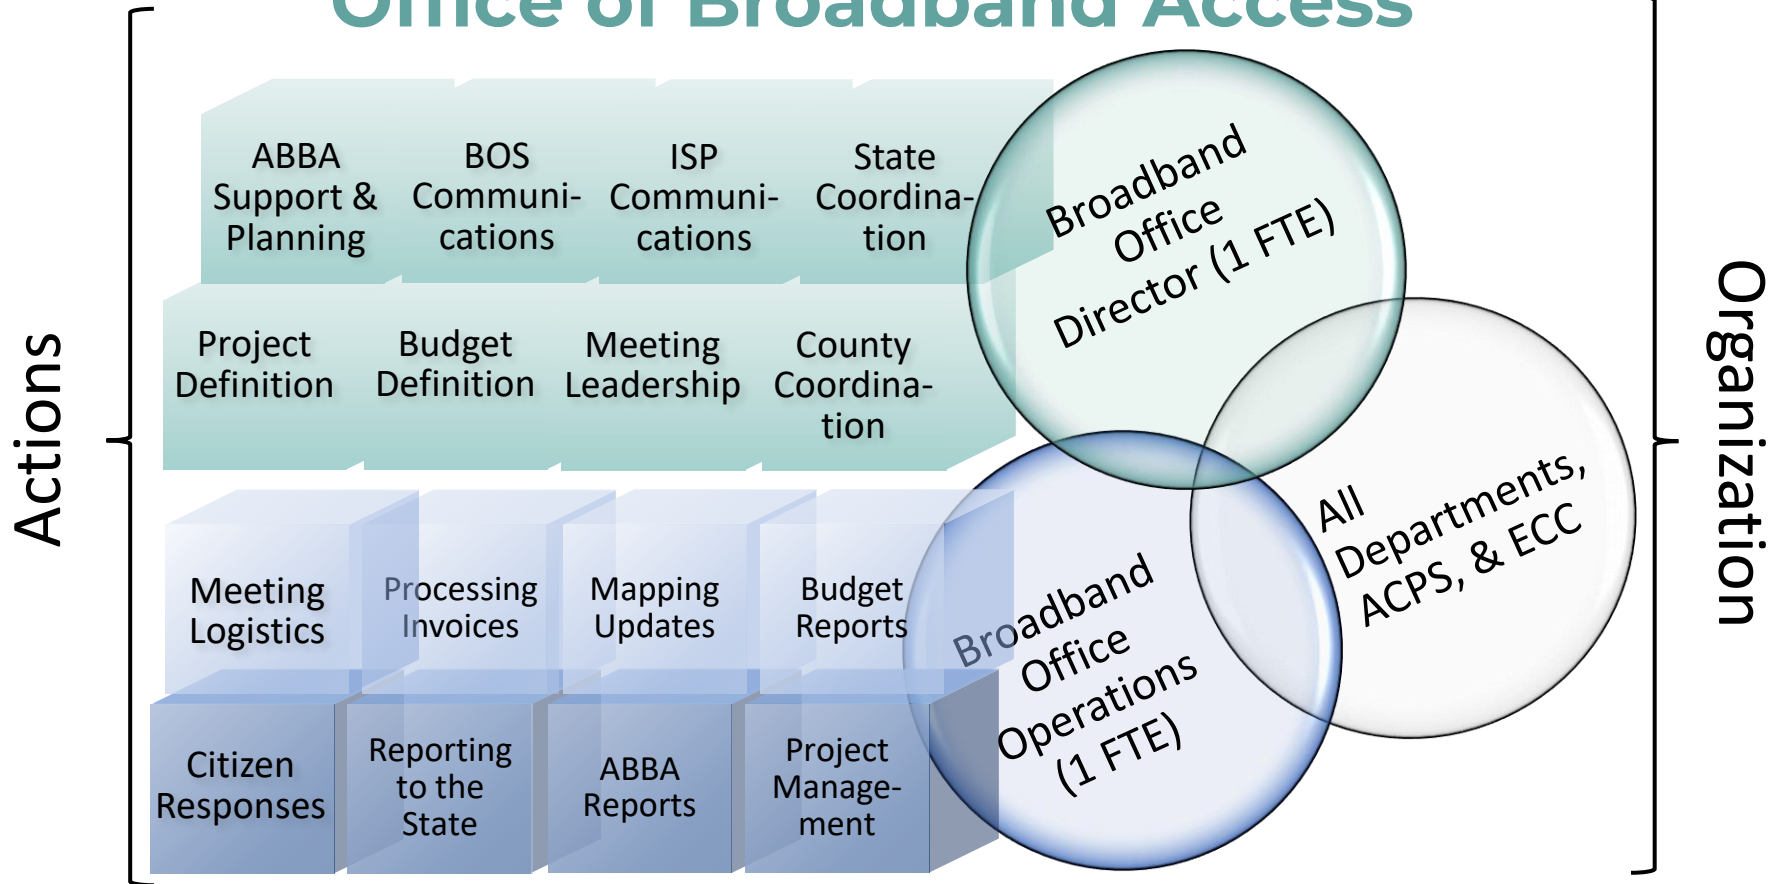 Office of Broadband Access
Actions
ABBA
Support &
Planning
BOS
Communi-
cations
ISP
Communi-
cations
State
Coordina-
tion
Project
Definition
Budget
Definition
Meeting
Leadership
County
Coordina-
tion
Meeting
Logistics
Processing
Invoices
Mapping
Updates
Budget
Reports
Citizen
Responses
Reporting
to the
State
ABBA
Reports
Project
Manage-
ment
Broadband
Office
Director (1 FTE)
All
Departments,
ACPS, & ECC
Broadband
Office
Operations
(1 FTE)
Organization